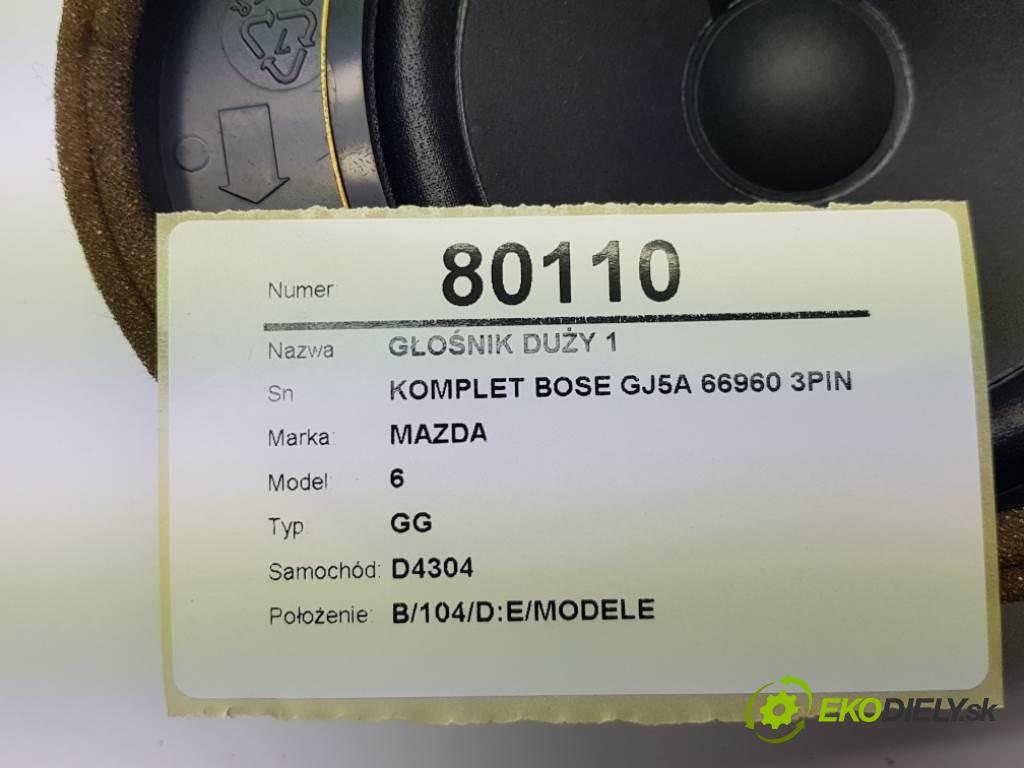 Numer: 80110
Nazwa GŁOŚNIK DUŻY 1
Sn KOMPLET BOSE GJ5A 66960 3PIN
Marka: MAZDA
Model: 6
Typ GG
Samochód: D4304
Położenie: B/104/D:E/MODELE
EKODIELY.sk